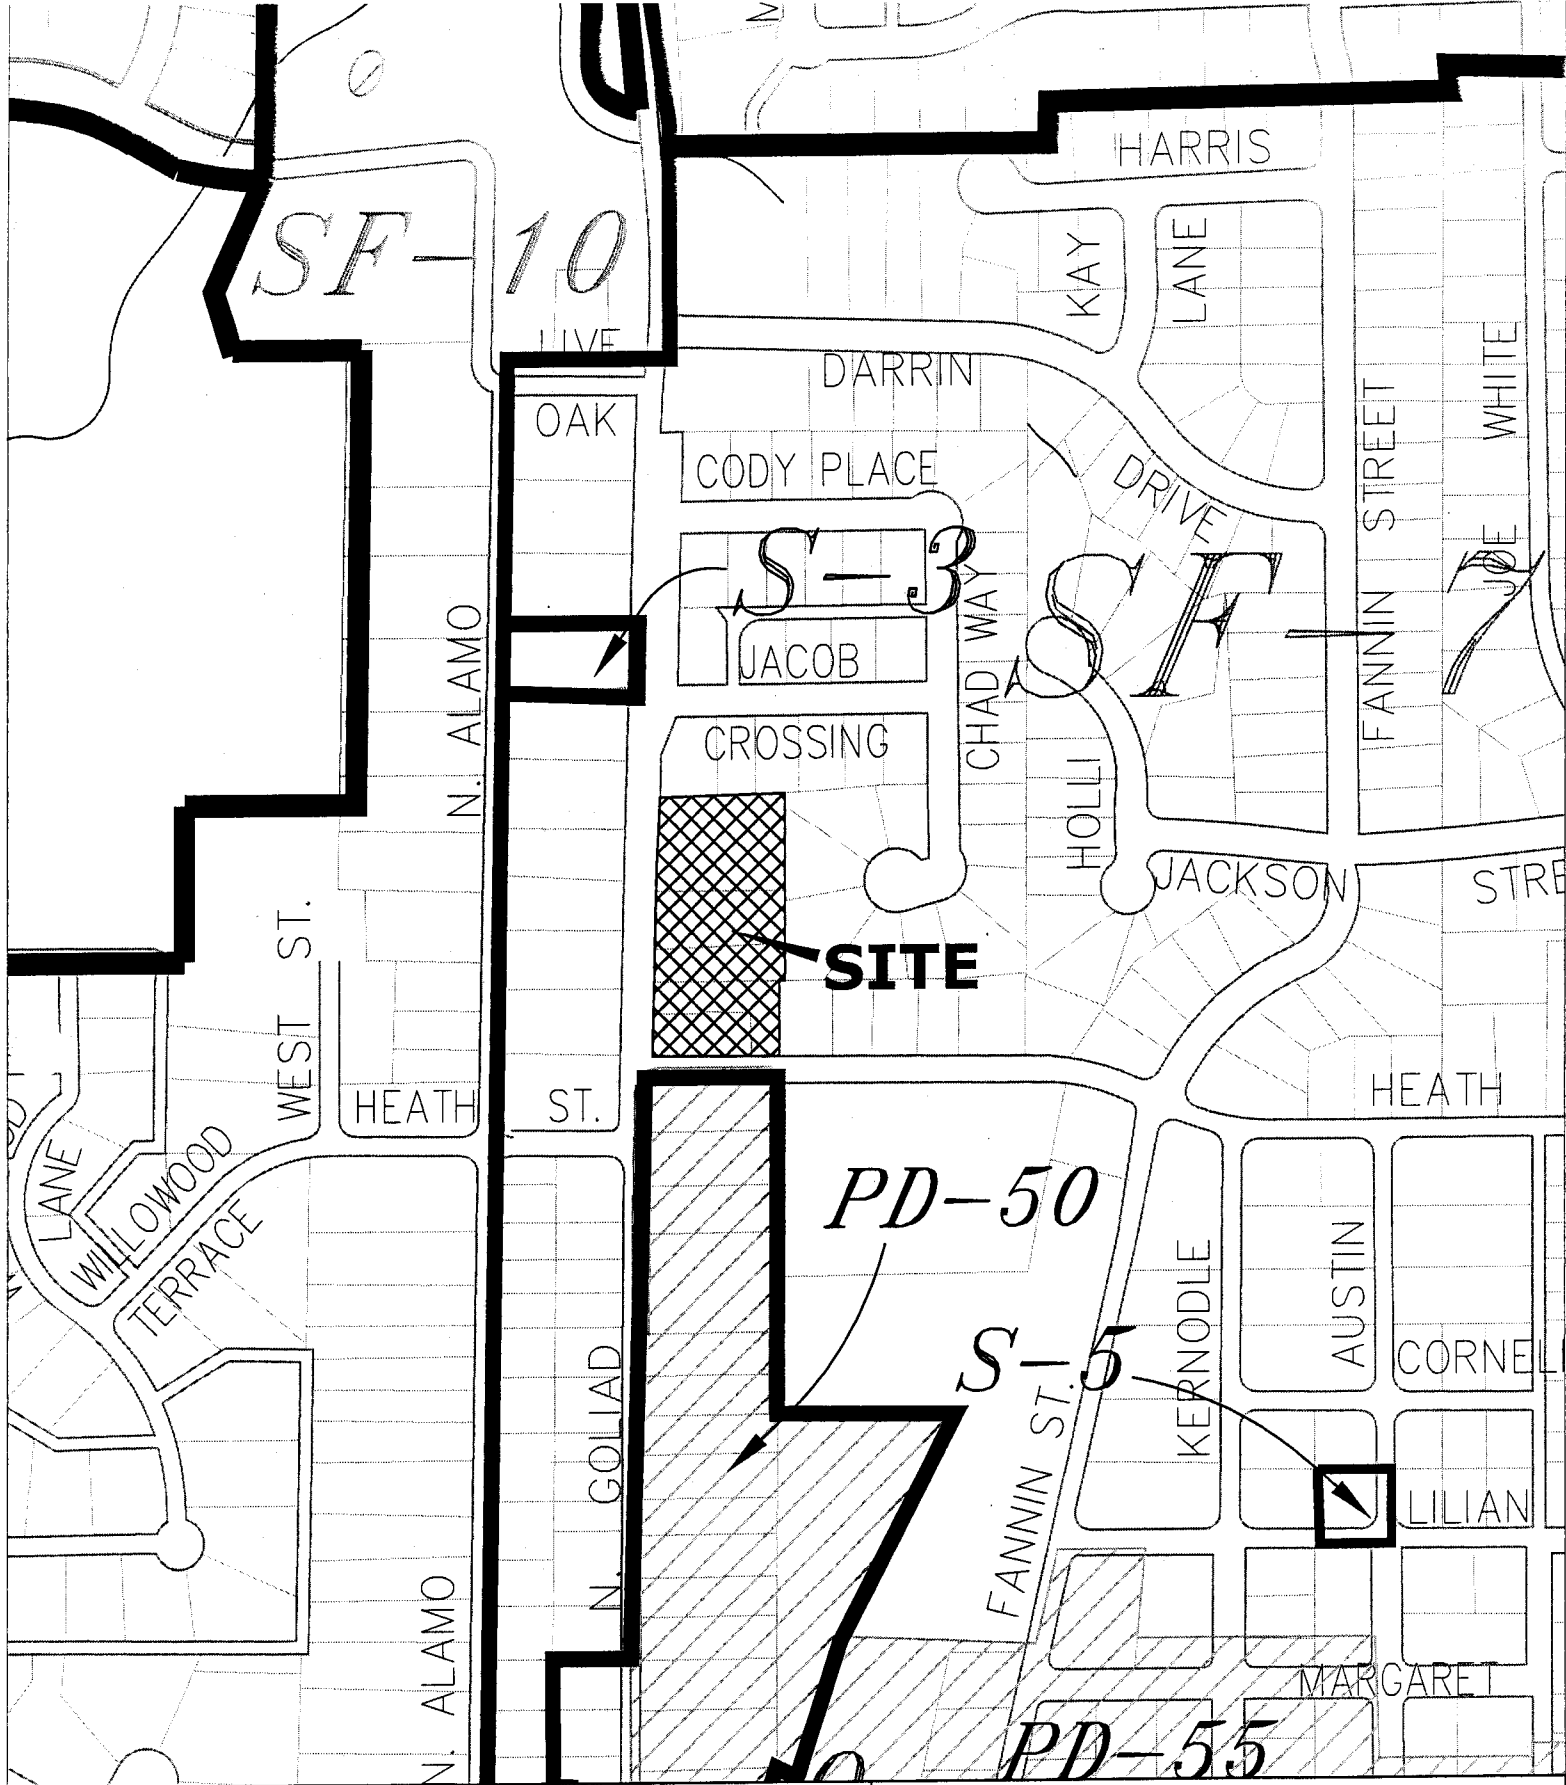 HARRIS
SF-10
KAY
LANE
LIVE
DARRIN
OAK
STREET
WHITE
CODY PLACE
DRIVE
S-3
SF-7
JOE
CHAD WAY
N. ALAMO
JACOB
FANNIN
CROSSING
HOLLI
JACKSON
WEST ST.
SITE
HEATH
ST.
HEATH
LANE
WILLOWOOD
TERRACE
PD-50
AUSTIN
KERNODLE
S-5
N. GOLIAD
FANNIN ST.
LILIAN
N. ALAMO
MARGARET
PD-55